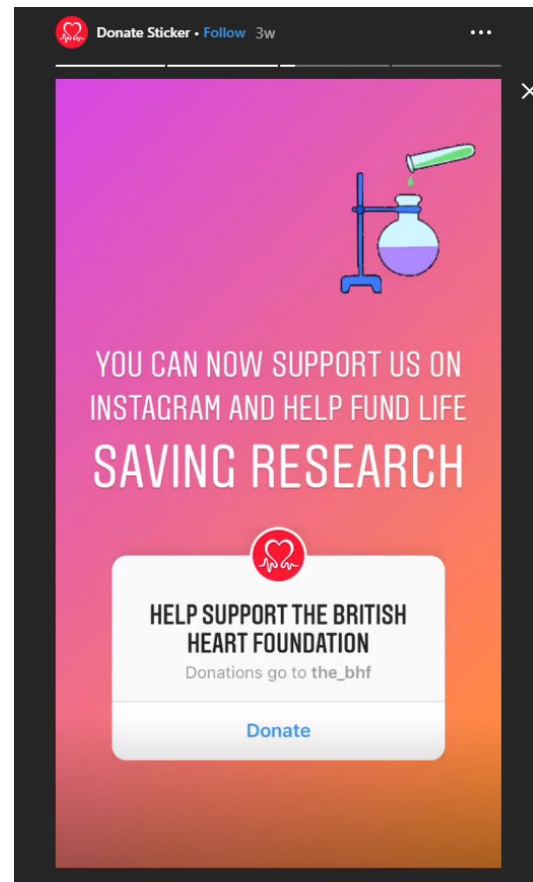 Donate Sticker • Follow 3w
YOU CAN NOW SUPPORT US ON
INSTAGRAM AND HELP FUND LIFE
SAVING RESEARCH
HELP SUPPORT THE BRITISH
HEART FOUNDATION
Donations go to the_bhf
Donate